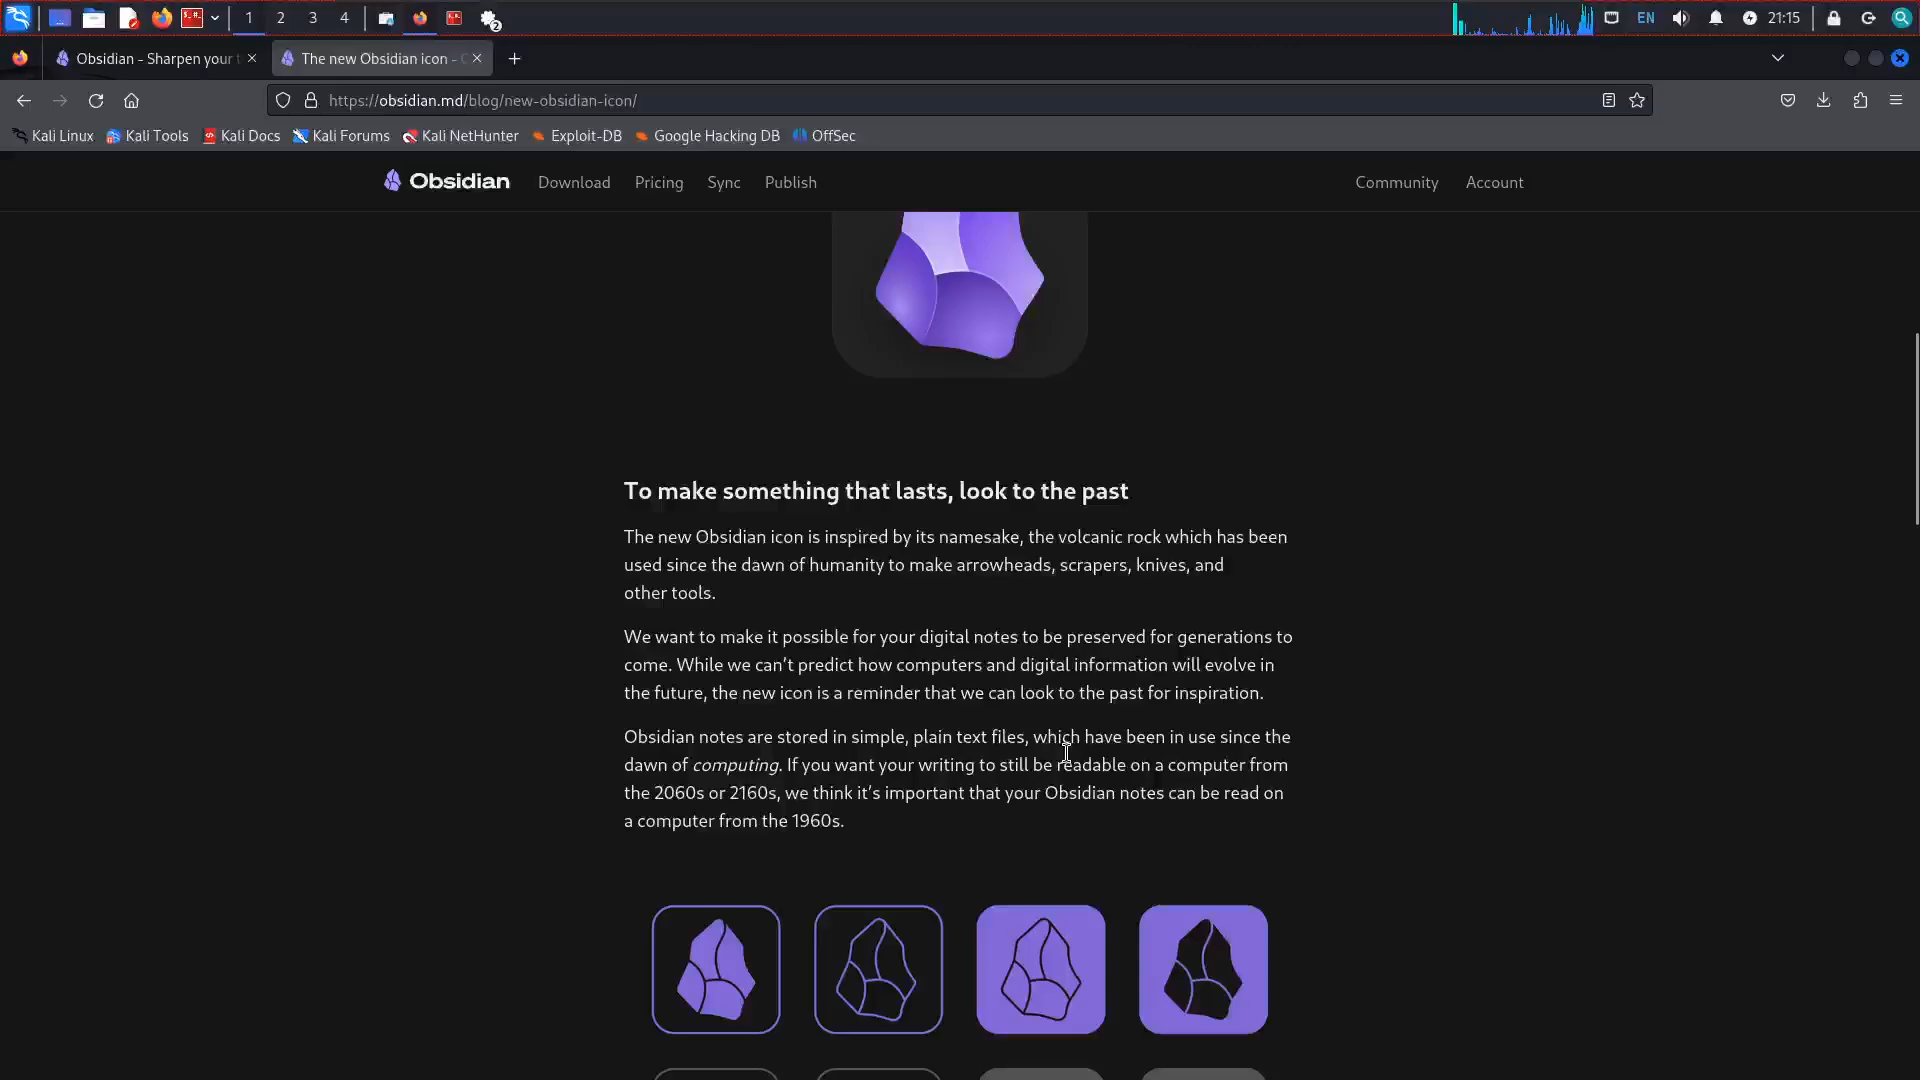 1 2 3 4 2 EN 21:15
Obsidian - Sharpen your
The new Obsidian icon -
https://obsidian.md/blog/new-obsidian-icon/
Kali Linux Kali Tools Kali Docs Kali Forums Kali NetHunter Exploit-DB Google Hacking DB OffSec
Obsidian Download Pricing Sync Publish Community Account
To make something that lasts, look to the past
The new Obsidian icon is inspired by its namesake, the volcanic rock which has been
used since the dawn of humanity to make arrowheads, scrapers, knives, and
other tools.
We want to make it possible for your digital notes to be preserved for generations to
come. While we can't predict how computers and digital information will evolve in
the future, the new icon is a reminder that we can look to the past for inspiration.
Obsidian notes are stored in simple, plain text files, which have been in use since the
dawn of computing. If you want your writing to still be readable on a computer from
the 2060s or 2160s, we think it's important that your Obsidian notes can be read on
a computer from the 1960s.